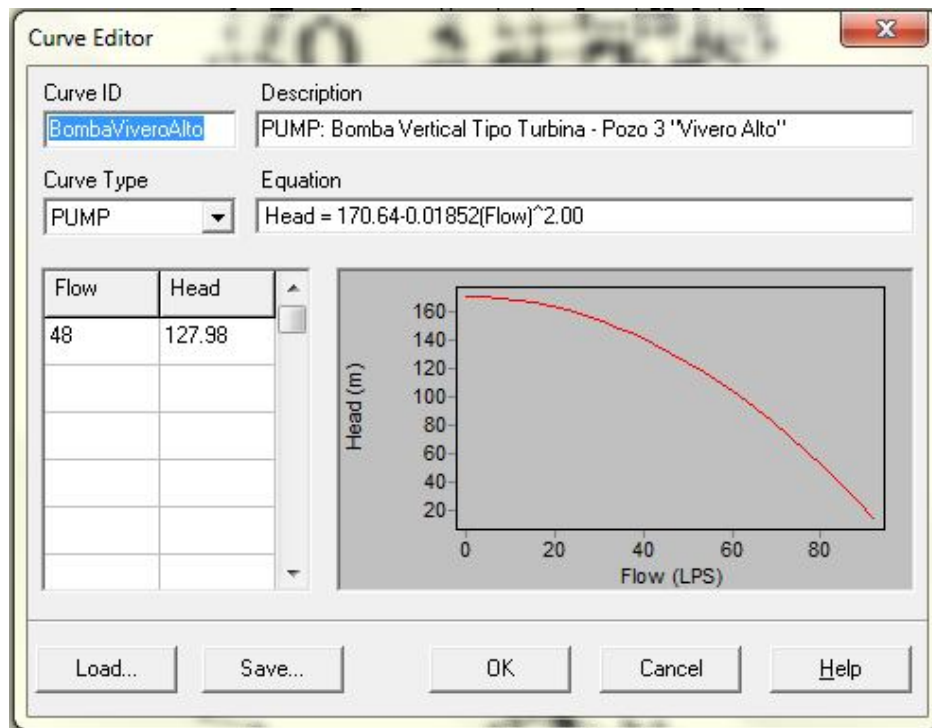 Curve Editor
Curve ID
Description
BombaViveroAlto
PUMP: Bomba Vertical Tipo Turbina - Pozo 3 "Vivero Alto"
Curve Type
Equation
PUMP
Head = 170.64-0.01852(Flow)^2.00
Flow Head
48 127.98
160
140
120
100
80
60
40
20
Head (m)
0 20 40 60 80
Flow (LPS)
Load... Save... OK Cancel Help